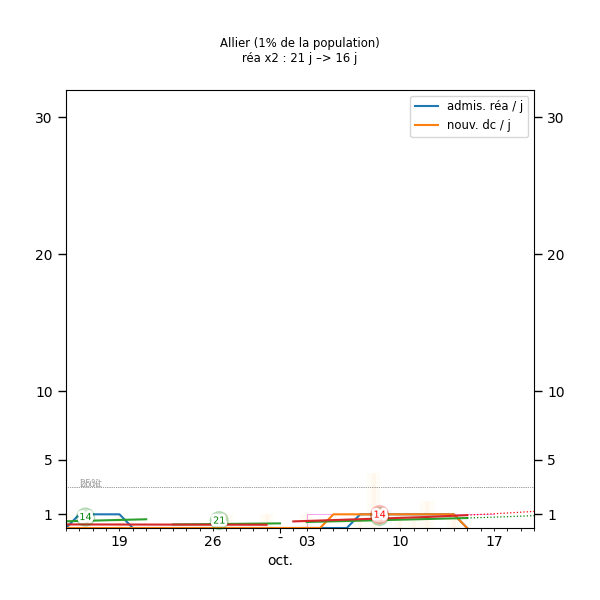 Allier (1% de la population)
réa x2 : 21 j –> 16 j
admis. réa / j
nouv. dc / j
30 30
20 20
10 10
5 5
1 1
14 21 14
19 26 - 03 10 17
oct.